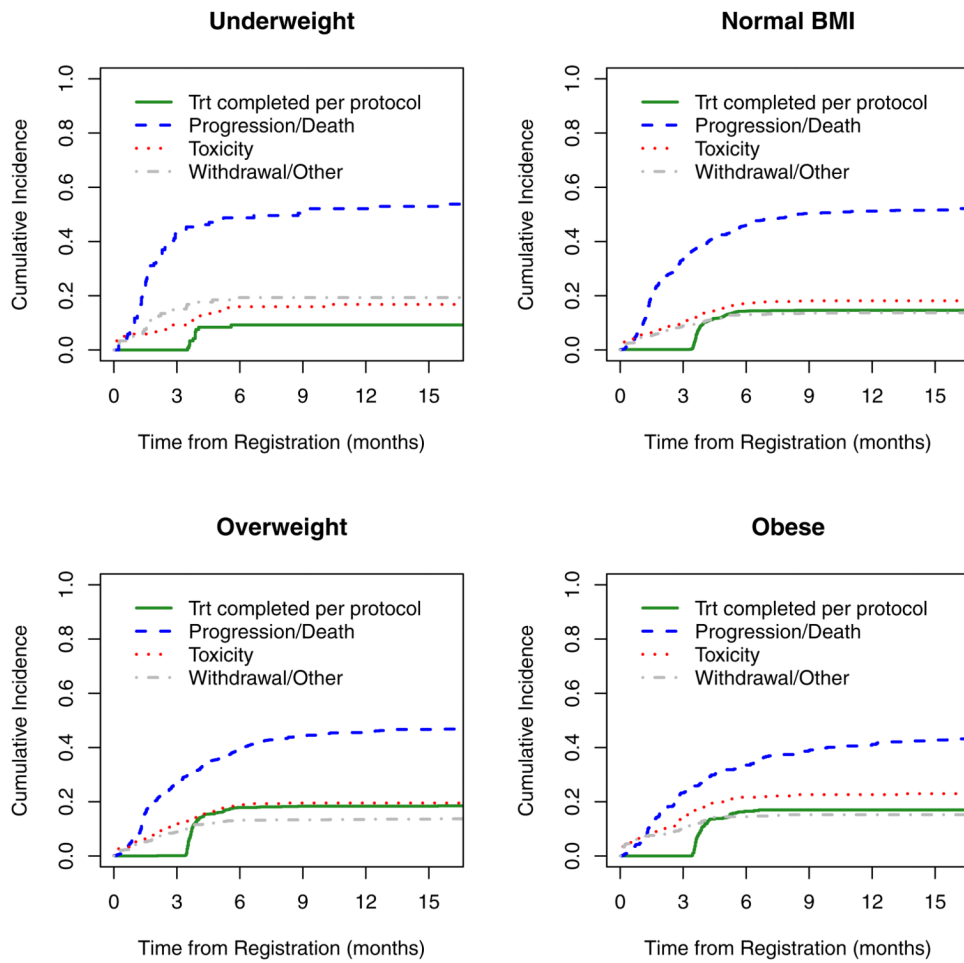 Underweight
Cumulative Incidence
1.0
0.8
0.6
0.4
0.2
0.0
Trt completed per protocol
Progression/Death
Toxicity
Withdrawal/Other
0 3 6 9 12 15
Time from Registration (months)
Normal BMI
Cumulative Incidence
1.0
0.8
0.6
0.4
0.2
0.0
Trt completed per protocol
Progression/Death
Toxicity
Withdrawal/Other
0 3 6 9 12 15
Time from Registration (months)
Overweight
Cumulative Incidence
1.0
0.8
0.6
0.4
0.2
0.0
Trt completed per protocol
Progression/Death
Toxicity
Withdrawal/Other
0 3 6 9 12 15
Time from Registration (months)
Obese
Cumulative Incidence
1.0
0.8
0.6
0.4
0.2
0.0
Trt completed per protocol
Progression/Death
Toxicity
Withdrawal/Other
0 3 6 9 12 15
Time from Registration (months)